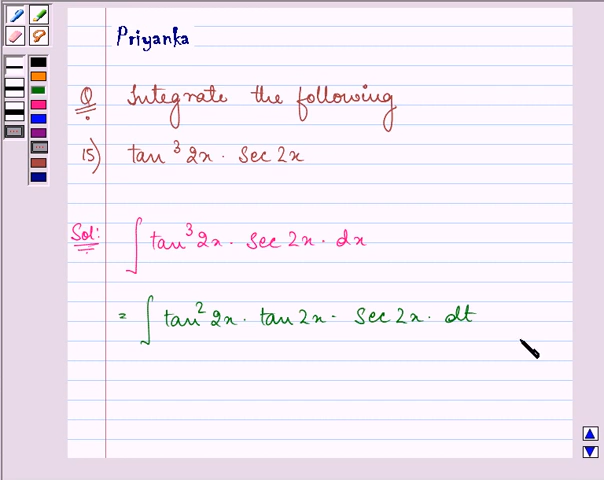 Priyanka
Q Integrate the following
15) tan³ 2x · sec 2x
Sol: ∫ tan³ 2x · sec 2x · dx
= ∫ tan² 2x · tan 2x · sec 2x · dt